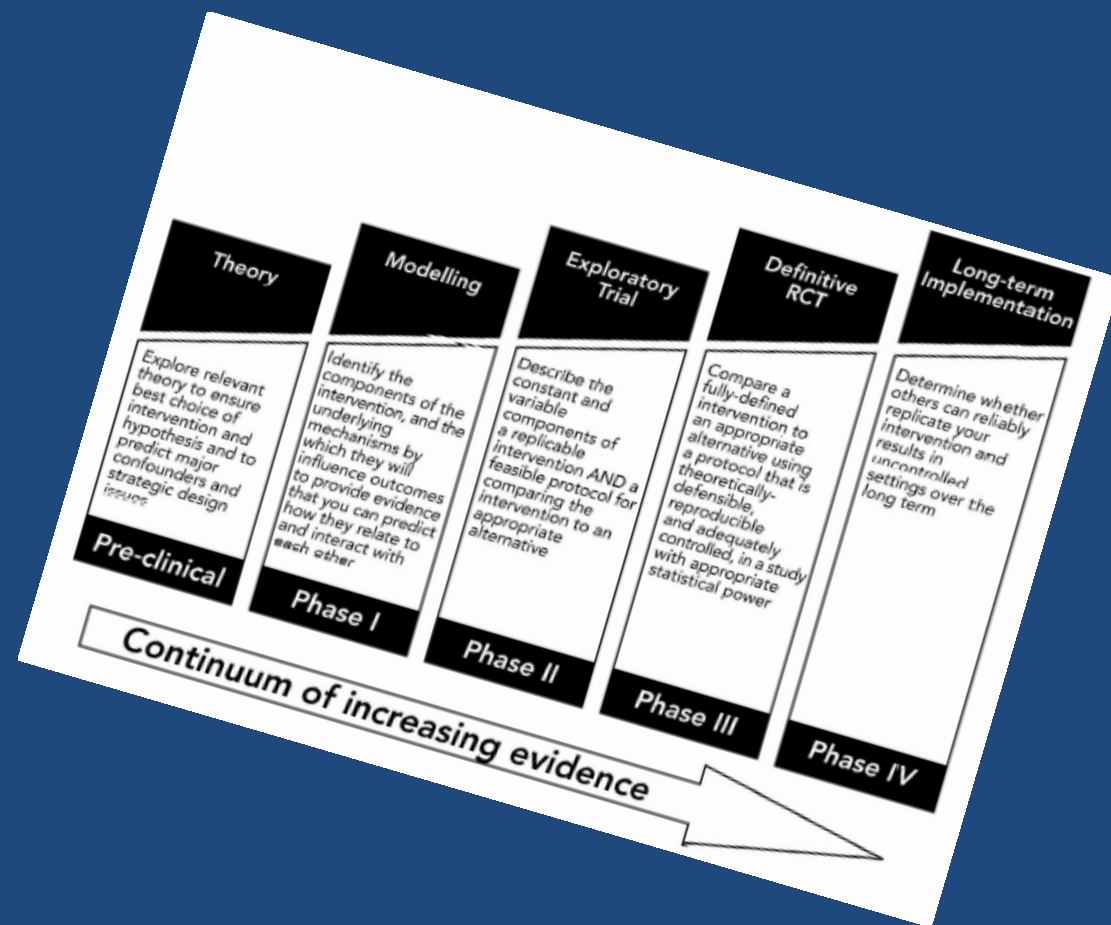 Theory
Explore relevant
theory to ensure
best choice of
intervention and
hypothesis and to
predict major
confounders and
strategic design
issues
Pre-clinical
Modelling
Identify the
components of the
intervention, and the
underlying
mechanisms by
which they will
influence outcomes
to provide evidence
that you can predict
how they relate to
and interact with
each other
Phase I
Exploratory
Trial
Describe the
constant and
variable
components of
a replicable
intervention AND a
feasible protocol for
comparing the
intervention to an
appropriate
alternative
Phase II
Definitive
RCT
Compare a
fully-defined
intervention to
an appropriate
alternative using
a protocol that is
theoretically-
defensible,
reproducible
and adequately
controlled, in a study
with appropriate
statistical power
Phase III
Long-term
Implementation
Determine whether
others can reliably
replicate your
intervention and
results in
uncontrolled
settings over the
long term
Phase IV
Continuum of increasing evidence